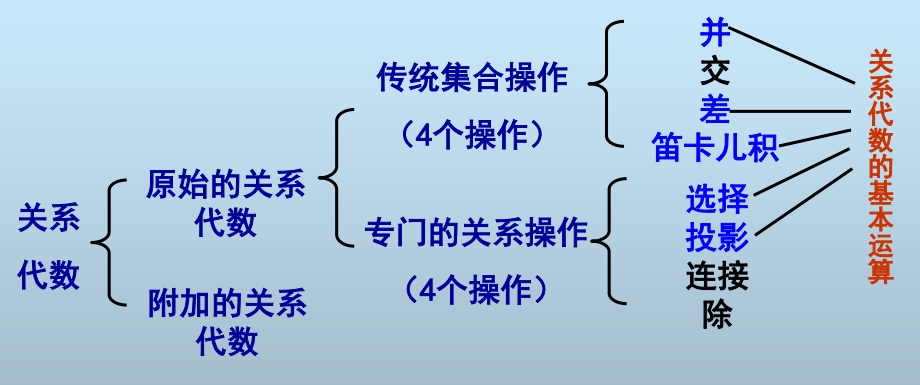 关系
代数
原始的关系
代数
附加的关系
代数
传统集合操作
（4个操作）
专门的关系操作
（4个操作）
并
交
差
笛卡儿积
选择
投影
连接
除
关系代数的基本运算